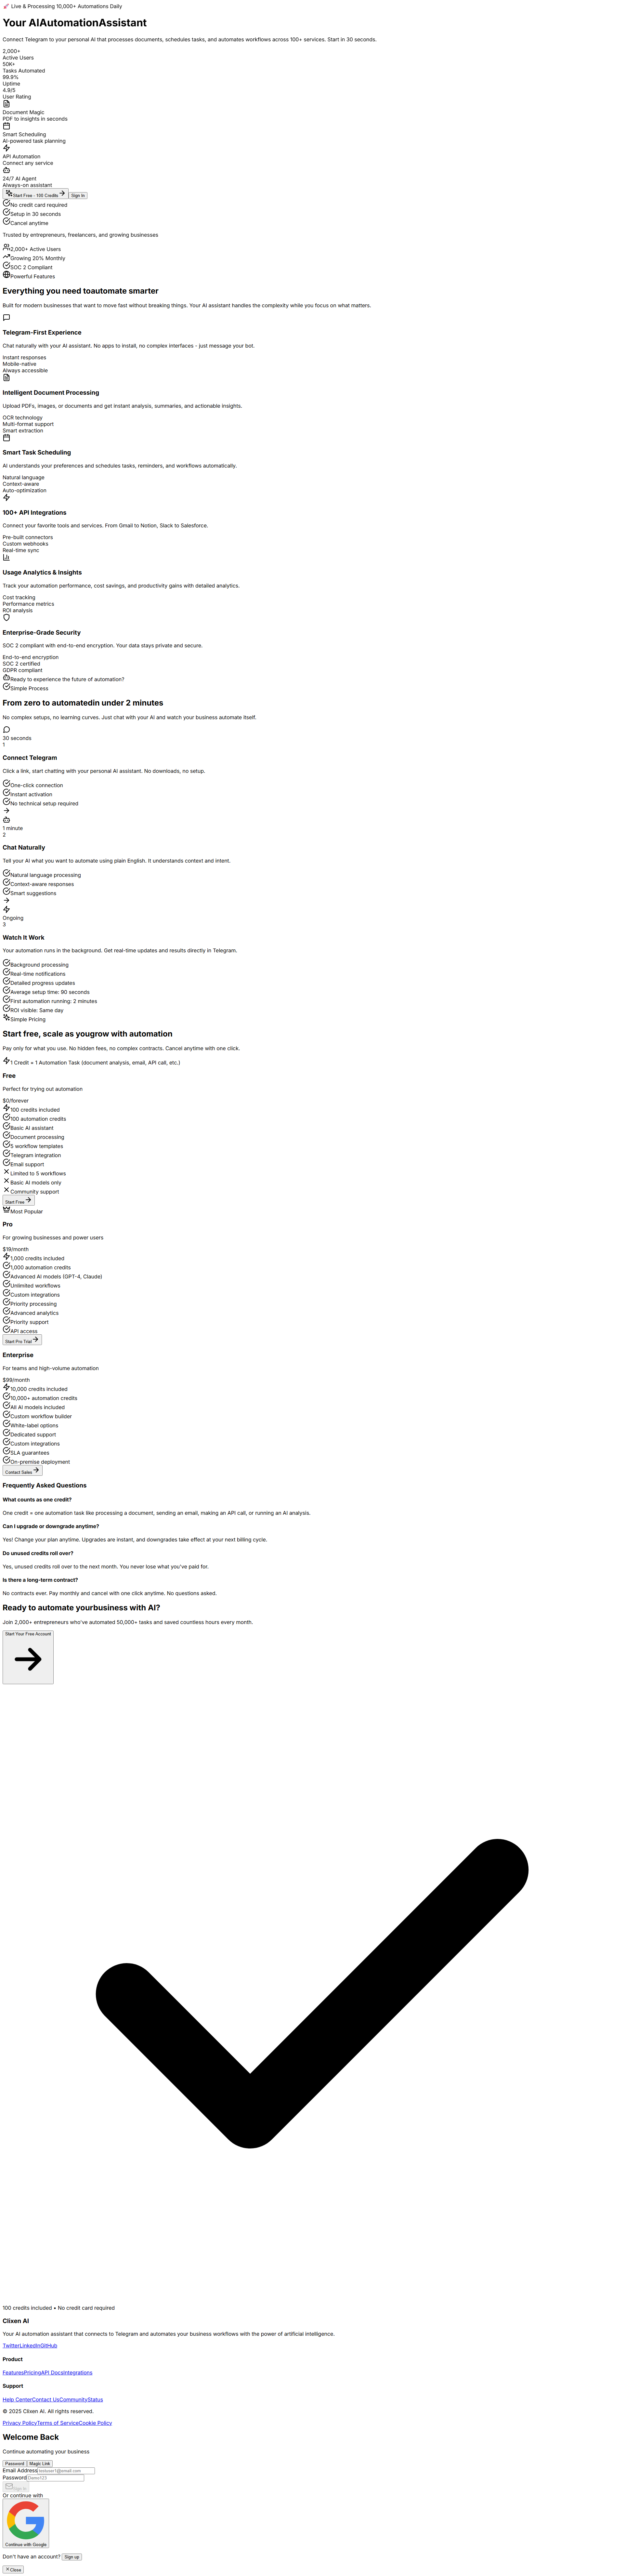 🚀 Live & Processing 10,000+ Automations Daily
Your AIAutomationAssistant
Connect Telegram to your personal AI that processes documents, schedules tasks, and automates workflows across 100+ services. Start in 30 seconds.
2,000+
Active Users
50K+
Tasks Automated
99.9%
Uptime
4.9/5
User Rating
Document Magic
PDF to insights in seconds
Smart Scheduling
AI-powered task planning
API Automation
Connect any service
24/7 AI Agent
Always-on assistant
Start Free - 100 Credits Sign In
No credit card required
Setup in 30 seconds
Cancel anytime
Trusted by entrepreneurs, freelancers, and growing businesses
2,000+ Active Users
Growing 20% Monthly
SOC 2 Compliant
Powerful Features
Everything you need toautomate smarter
Built for modern businesses that want to move fast without breaking things. Your AI assistant handles the complexity while you focus on what matters.
Telegram-First Experience
Chat naturally with your AI assistant. No apps to install, no complex interfaces - just message your bot.
Instant responses
Mobile-native
Always accessible
Intelligent Document Processing
Upload PDFs, images, or documents and get instant analysis, summaries, and actionable insights.
OCR technology
Multi-format support
Smart extraction
Smart Task Scheduling
AI understands your preferences and schedules tasks, reminders, and workflows automatically.
Natural language
Context-aware
Auto-optimization
100+ API Integrations
Connect your favorite tools and services. From Gmail to Notion, Slack to Salesforce.
Pre-built connectors
Custom webhooks
Real-time sync
Usage Analytics & Insights
Track your automation performance, cost savings, and productivity gains with detailed analytics.
Cost tracking
Performance metrics
ROI analysis
Enterprise-Grade Security
SOC 2 compliant with end-to-end encryption. Your data stays private and secure.
End-to-end encryption
SOC 2 certified
GDPR compliant
Ready to experience the future of automation?
Simple Process
From zero to automatedin under 2 minutes
No complex setups, no learning curves. Just chat with your AI and watch your business automate itself.
30 seconds
1
Connect Telegram
Click a link, start chatting with your personal AI assistant. No downloads, no setup.
One-click connection
Instant activation
No technical setup required
1 minute
2
Chat Naturally
Tell your AI what you want to automate using plain English. It understands context and intent.
Natural language processing
Context-aware responses
Smart suggestions
Ongoing
3
Watch It Work
Your automation runs in the background. Get real-time updates and results directly in Telegram.
Background processing
Real-time notifications
Detailed progress updates
Average setup time: 90 seconds
First automation running: 2 minutes
ROI visible: Same day
Simple Pricing
Start free, scale as yougrow with automation
Pay only for what you use. No hidden fees, no complex contracts. Cancel anytime with one click.
1 Credit = 1 Automation Task (document analysis, email, API call, etc.)
Free
Perfect for trying out automation
$0/forever
100 credits included
100 automation credits
Basic AI assistant
Document processing
5 workflow templates
Telegram integration
Email support
Limited to 5 workflows
Basic AI models only
Community support
Start Free
Most Popular
Pro
For growing businesses and power users
$19/month
1,000 credits included
1,000 automation credits
Advanced AI models (GPT-4, Claude)
Unlimited workflows
Custom integrations
Priority processing
Advanced analytics
Priority support
API access
Start Pro Trial
Enterprise
For teams and high-volume automation
$99/month
10,000 credits included
10,000+ automation credits
All AI models included
Custom workflow builder
White-label options
Dedicated support
Custom integrations
SLA guarantees
On-premise deployment
Contact Sales
Frequently Asked Questions
What counts as one credit?
One credit = one automation task like processing a document, sending an email, making an API call, or running an AI analysis.
Can I upgrade or downgrade anytime?
Yes! Change your plan anytime. Upgrades are instant, and downgrades take effect at your next billing cycle.
Do unused credits roll over?
Yes, unused credits roll over to the next month. You never lose what you've paid for.
Is there a long-term contract?
No contracts ever. Pay monthly and cancel with one click anytime. No questions asked.
Ready to automate yourbusiness with AI?
Join 2,000+ entrepreneurs who've automated 50,000+ tasks and saved countless hours every month.
Start Your Free Account
100 credits included • No credit card required
Clixen AI
Your AI automation assistant that connects to Telegram and automates your business workflows with the power of artificial intelligence.
TwitterLinkedInGitHub
Product
FeaturesPricingAPI DocsIntegrations
Support
Help CenterContact UsCommunityStatus
© 2025 Clixen AI. All rights reserved.
Privacy PolicyTerms of ServiceCookie Policy
Welcome Back
Continue automating your business
Password Magic Link
Email Address testuser1@email.com
Password Demo123
Sign In
Or continue with
Continue with Google
Don't have an account? Sign up
Close